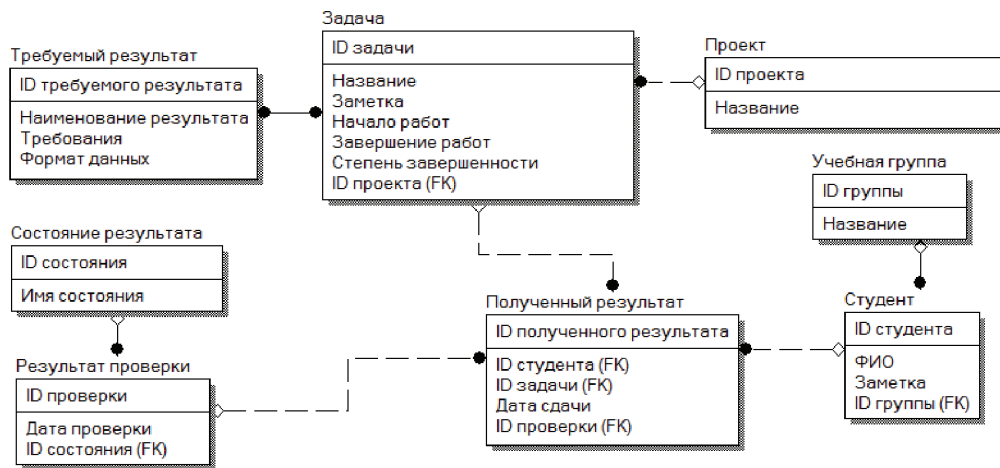 Требуемый результат
ID требуемого результата
Наименование результата
Требования
Формат данных
Задача
ID задачи
Название
Заметка
Начало работ
Завершение работ
Степень завершенности
ID проекта (FK)
Проект
ID проекта
Название
Учебная группа
ID группы
Название
Состояние результата
ID состояния
Имя состояния
Результат проверки
ID проверки
Дата проверки
ID состояния (FK)
Полученный результат
ID полученного результата
ID студента (FK)
ID задачи (FK)
Дата сдачи
ID проверки (FK)
Студент
ID студента
ФИО
Заметка
ID группы (FK)